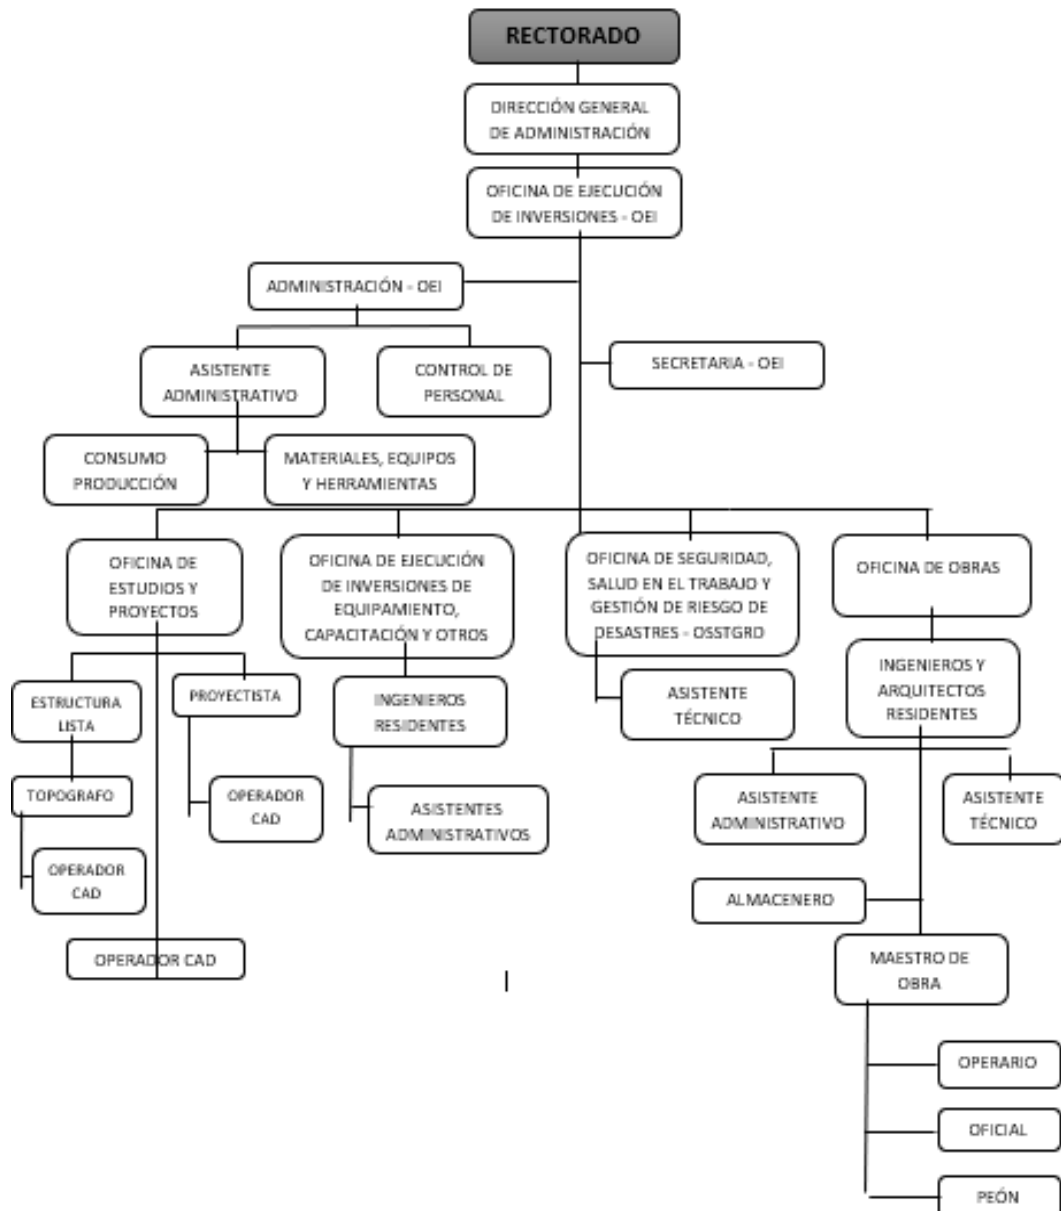 RECTORADO
DIRECCIÓN GENERAL
DE ADMINISTRACIÓN
OFICINA DE EJECUCIÓN
DE INVERSIONES - OEI
ADMINISTRACIÓN - OEI
SECRETARIA - OEI
ASISTENTE
ADMINISTRATIVO
CONTROL DE
PERSONAL
CONSUMO
PRODUCCIÓN
MATERIALES, EQUIPOS
Y HERRAMIENTAS
OFICINA DE
ESTUDIOS Y
PROYECTOS
OFICINA DE EJECUCIÓN
DE INVERSIONES DE
EQUIPAMIENTO,
CAPACITACIÓN Y OTROS
OFICINA DE SEGURIDAD,
SALUD EN EL TRABAJO Y
GESTIÓN DE RIESGO DE
DESASTRES - OSSTGRD
OFICINA DE OBRAS
ESTRUCTURA
LISTA
PROYECTISTA
INGENIEROS
RESIDENTES
ASISTENTE
TÉCNICO
INGENIEROS Y
ARQUITECTOS
RESIDENTES
TOPOGRAFO
OPERADOR
CAD
ASISTENTES
ADMINISTRATIVOS
ASISTENTE
ADMINISTRATIVO
ASISTENTE
TÉCNICO
OPERADOR
CAD
ALMACENERO
OPERADOR CAD
MAESTRO DE
OBRA
OPERARIO
OFICIAL
PEÓN